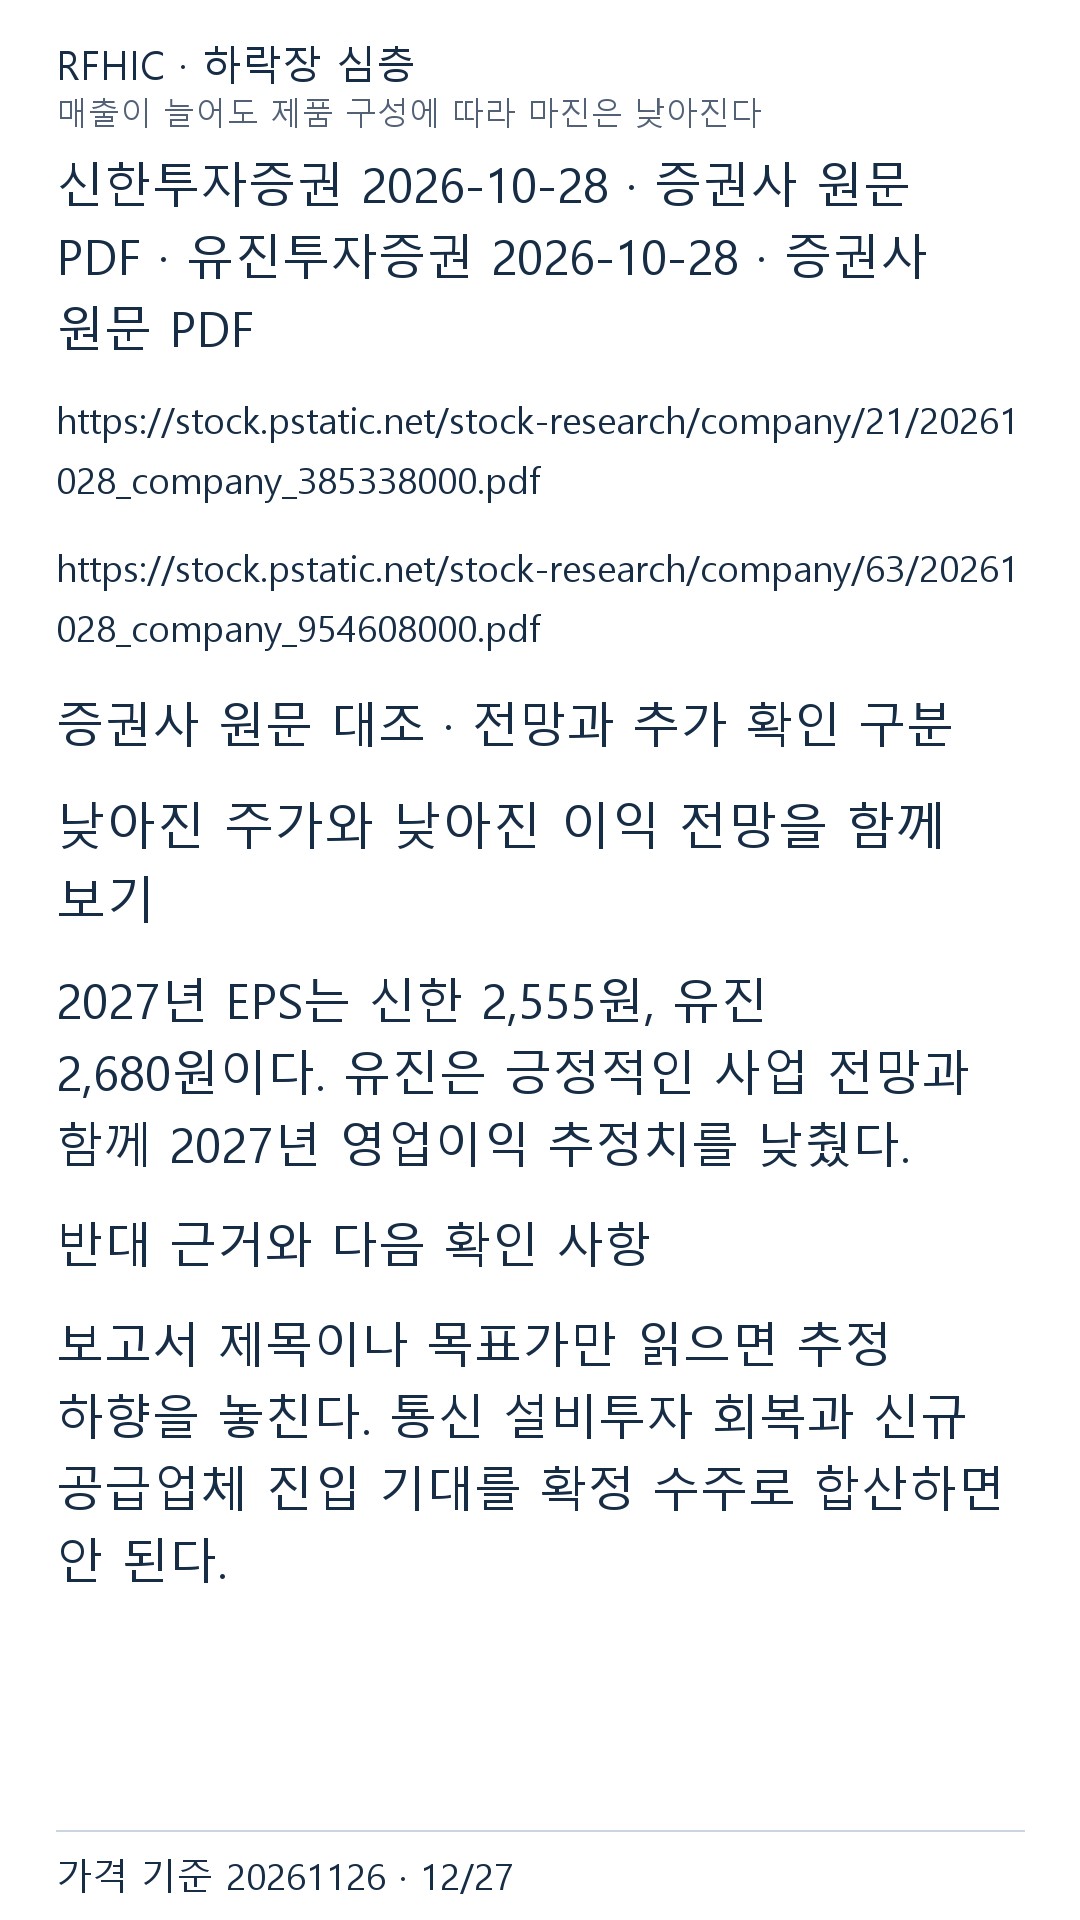 RFHIC · 하락장 심층
매출이 늘어도 제품 구성에 따라 마진은 낮아진다
신한투자증권 2026-10-28 · 증권사 원문
PDF · 유진투자증권 2026-10-28 · 증권사
원문 PDF
https://stock.pstatic.net/stock-research/company/21/20261
028_company_385338000.pdf
https://stock.pstatic.net/stock-research/company/63/20261
028_company_954608000.pdf
증권사 원문 대조 · 전망과 추가 확인 구분
낮아진 주가와 낮아진 이익 전망을 함께
보기
2027년 EPS는 신한 2,555원, 유진
2,680원이다. 유진은 긍정적인 사업 전망과
함께 2027년 영업이익 추정치를 낮췄다.
반대 근거와 다음 확인 사항
보고서 제목이나 목표가만 읽으면 추정
하향을 놓친다. 통신 설비투자 회복과 신규
공급업체 진입 기대를 확정 수주로 합산하면
안 된다.
가격 기준 20261126 · 12/27